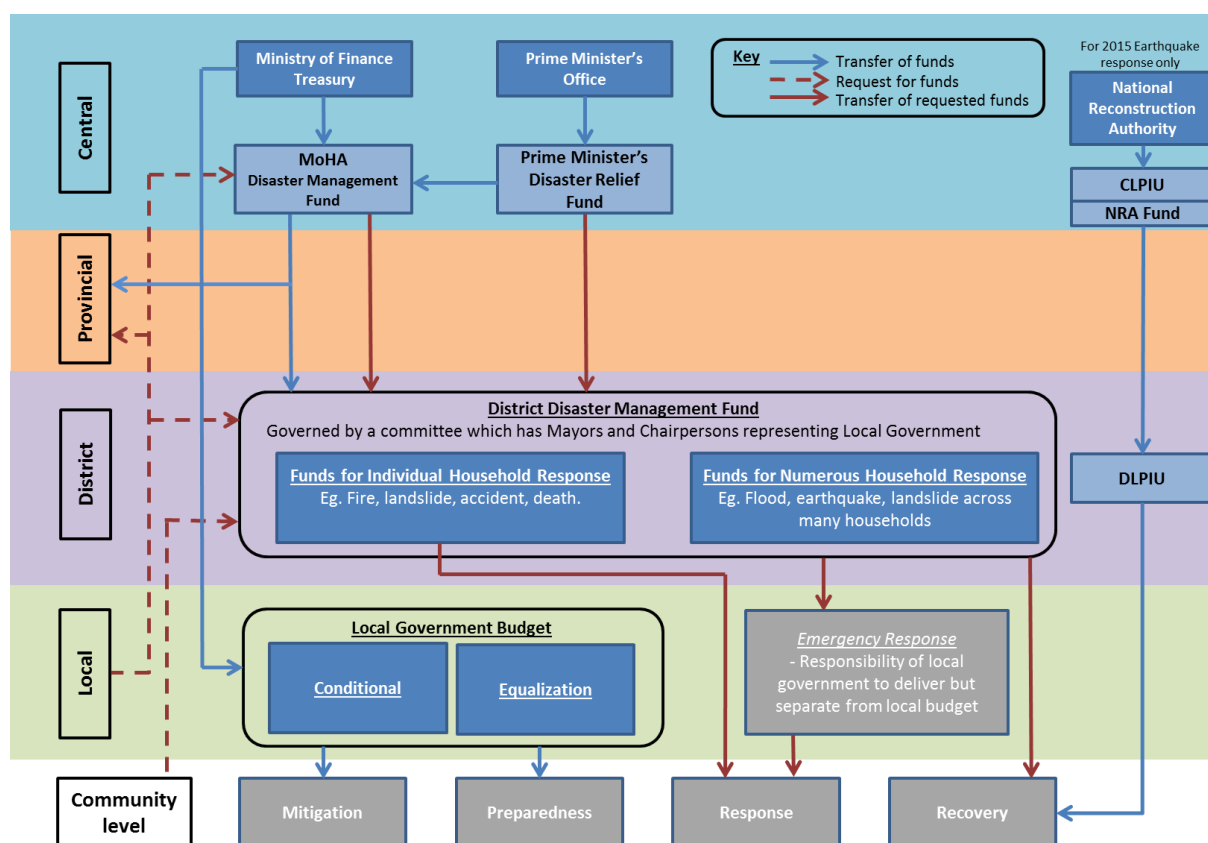 Ministry of Finance
Treasury
Prime Minister's
Office
Key
Transfer of funds
Request for funds
Transfer of requested funds
For 2015 Earthquake
response only
National
Reconstruction
Authority
Central
MoHA
Disaster Management
Fund
Prime Minister's
Disaster Relief
Fund
CLPIU
NRA Fund
Provincial
District
District Disaster Management Fund
Governed by a committee which has Mayors and Chairpersons representing Local Government
Funds for Individual Household Response
Eg. Fire, landslide, accident, death.
Funds for Numerous Household Response
Eg. Flood, earthquake, landslide across
many households
DLPIU
Local
Local Government Budget
Conditional
Equalization
Emergency Response
- Responsibility of local
government to deliver but
separate from local budget
Community
level
Mitigation
Preparedness
Response
Recovery